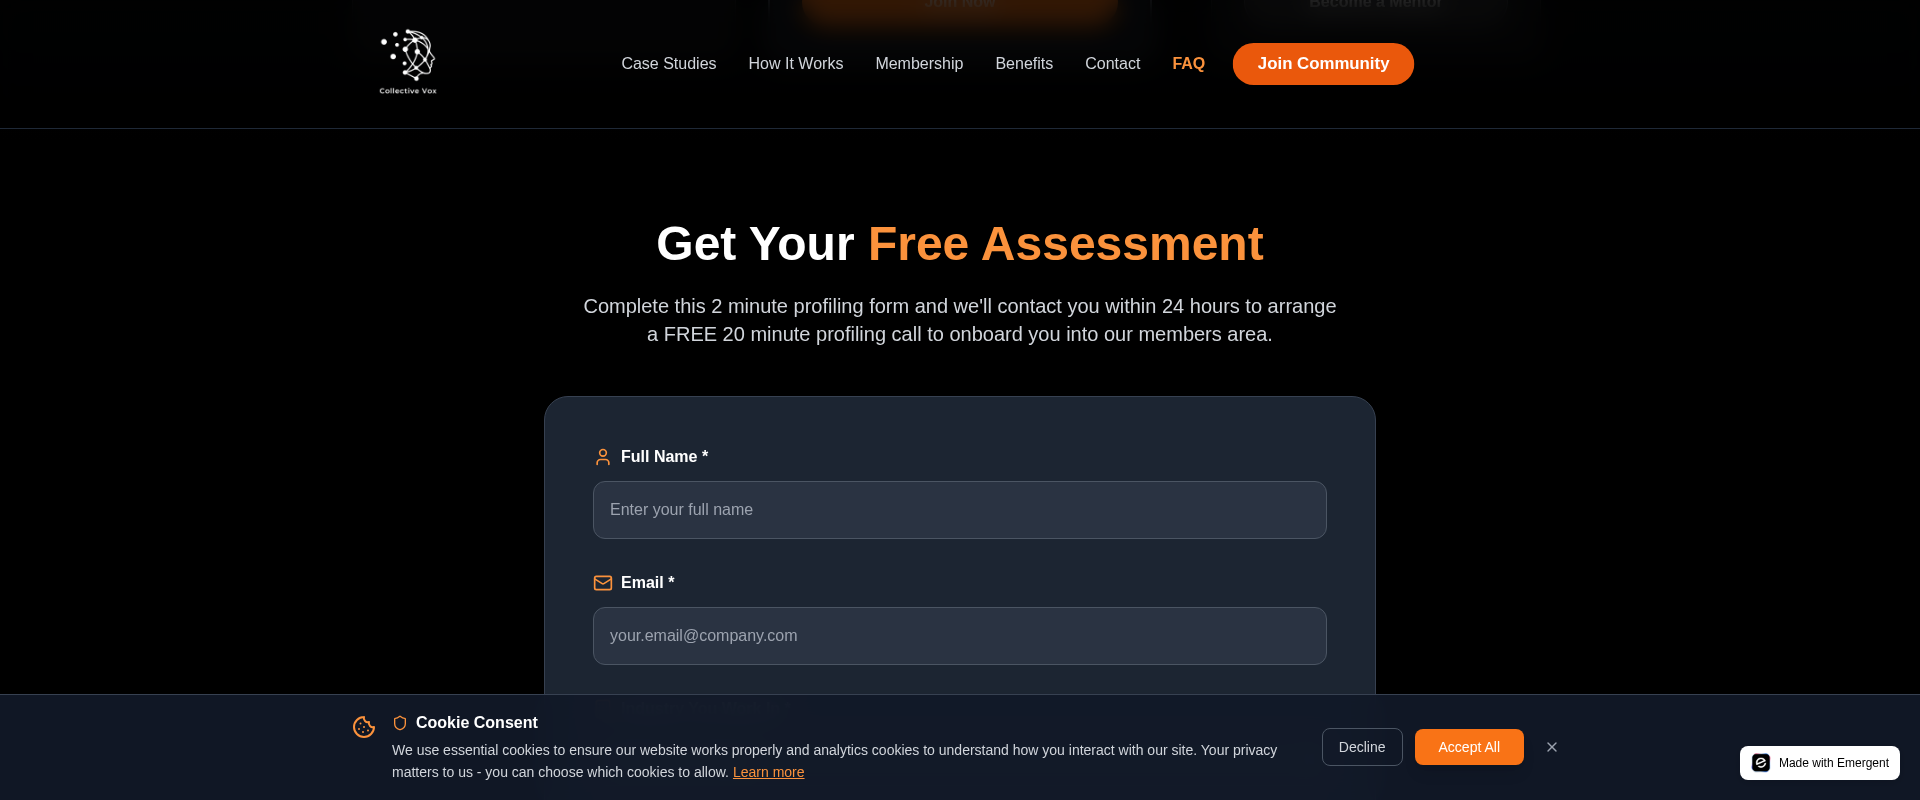 Join Now
Become a Mentor
Collective Vox
Case Studies
How It Works
Membership
Benefits
Contact
FAQ
Join Community
Get Your Free Assessment
Complete this 2 minute profiling form and we'll contact you within 24 hours to arrange
a FREE 20 minute profiling call to onboard you into our members area.
Full Name *
Enter your full name
Email *
your.email@company.com
Cookie Consent
We use essential cookies to ensure our website works properly and analytics cookies to understand how you interact with our site. Your privacy
matters to us - you can choose which cookies to allow. Learn more
Decline
Accept All
Made with Emergent